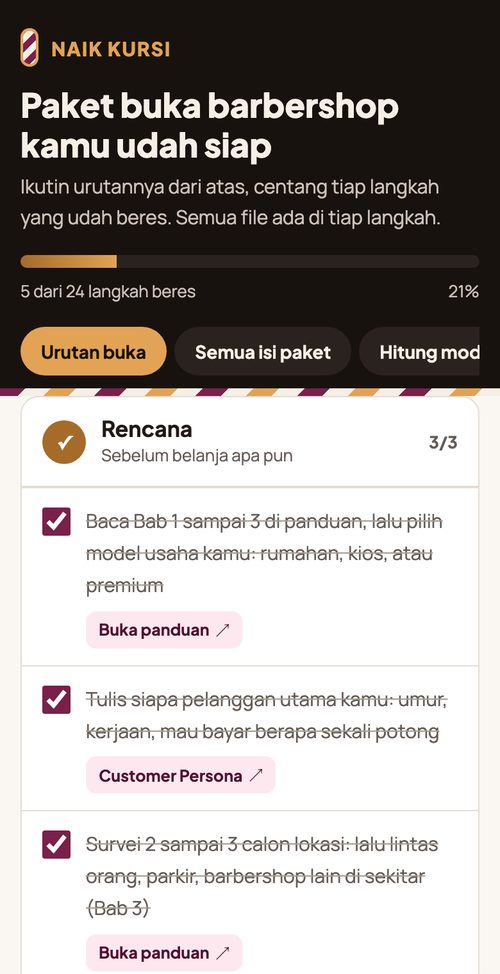 NAIK KURSI
Paket buka barbershop
kamu udah siap
Ikutin urutannya dari atas, centang tiap langkah
yang udah beres. Semua file ada di tiap langkah.
5 dari 24 langkah beres
21%
Urutan buka
Semua isi paket
Hitung mod
Rencana
Sebelum belanja apa pun
3/3
Baca Bab 1 sampai 3 di panduan, lalu pilih
model usaha kamu: rumahan, kios, atau
premium
Buka panduan ↗
Tulis siapa pelanggan utama kamu: umur,
kerjaan, mau bayar berapa sekali potong
Customer Persona ↗
Survei 2 sampai 3 calon lokasi: lalu lintas
orang, parkir, barbershop lain di sekitar
(Bab 3)
Buka panduan ↗